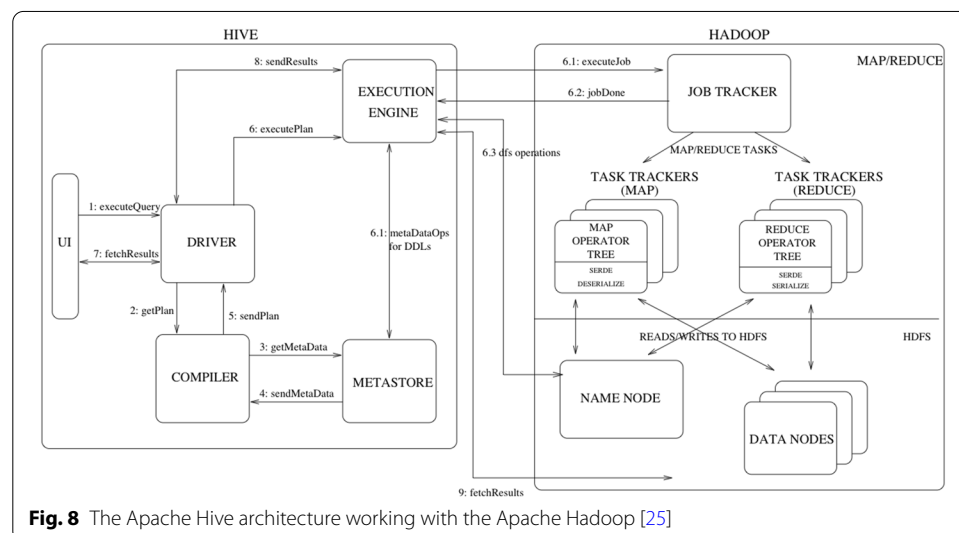 HIVE
HADOOP
MAP/REDUCE
8: sendResults
EXECUTION
ENGINE
6.1: executeJob
6.2: jobDone
JOB TRACKER
6: executePlan
6.3 dfs operations
MAP/REDUCE TASKS
TASK TRACKERS
(MAP)
TASK TRACKERS
(REDUCE)
UI
1: executeQuery
7: fetchResults
DRIVER
6.1: metaDataOps
for DDLs
MAP
OPERATOR
TREE
SERDE
DESERIALIZE
REDUCE
OPERATOR
TREE
SERDE
SERIALIZE
2: getPlan
5: sendPlan
READS/WRITES TO HDFS
HDFS
COMPILER
3: getMetaData
4: sendMetaData
METASTORE
NAME NODE
DATA NODES
9: fetchResults
Fig. 8 The Apache Hive architecture working with the Apache Hadoop [25]